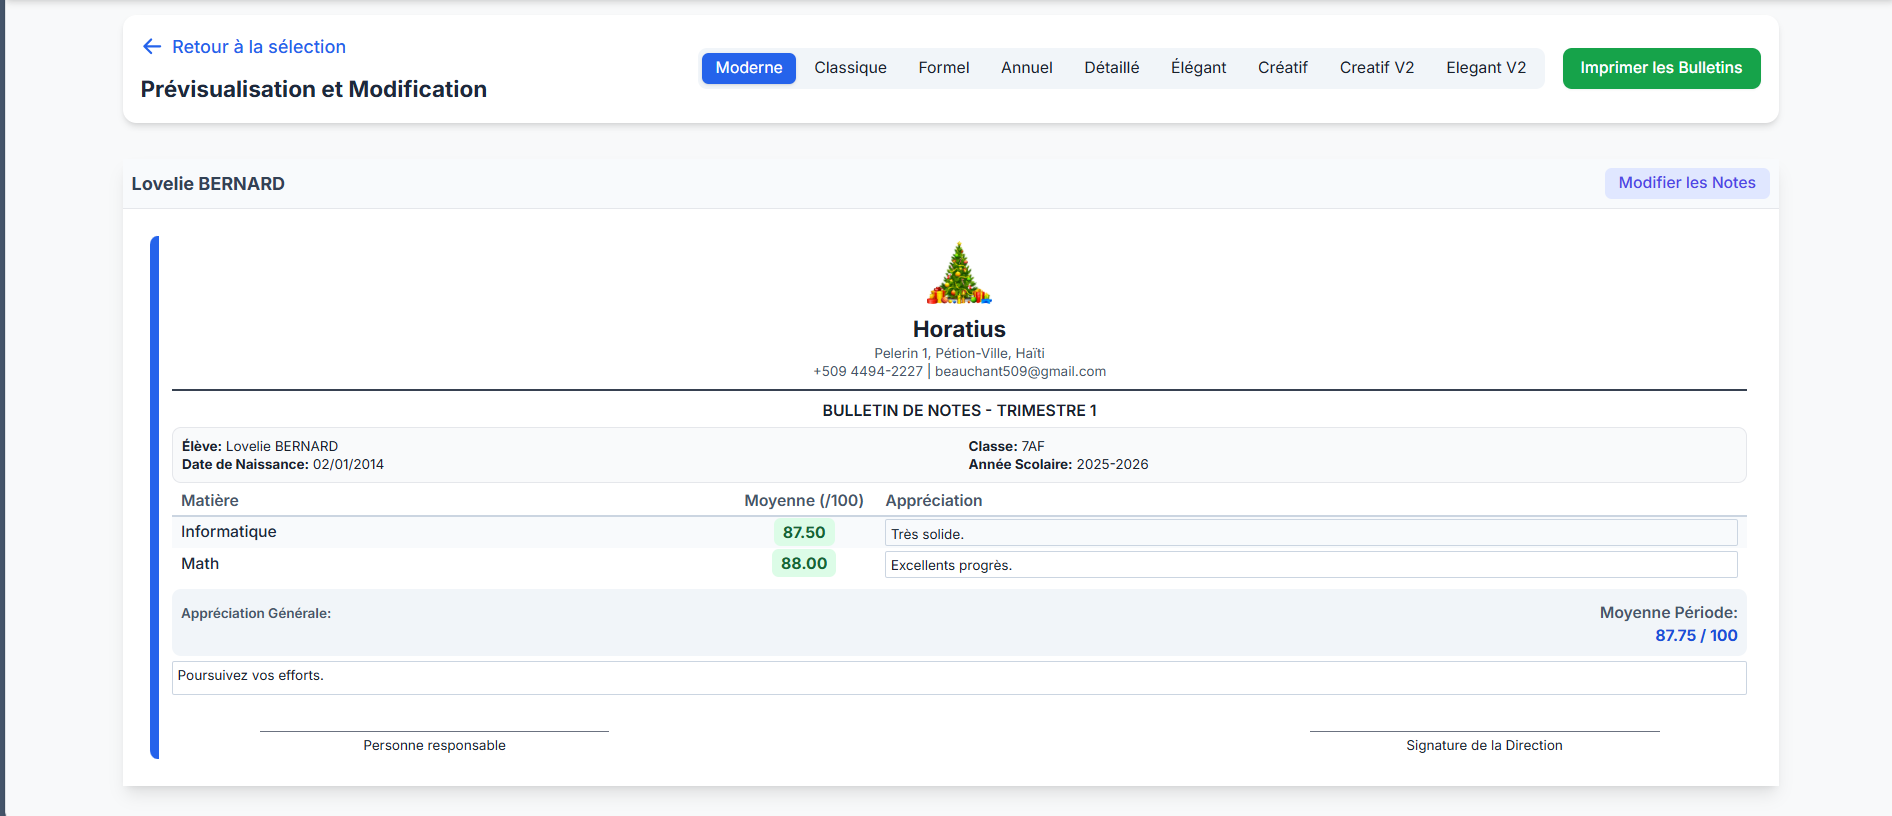 Retour à la sélection
Prévisualisation et Modification
Moderne Classique Formel Annuel Détaillé Élégant Créatif Creatif V2 Elegant V2
Imprimer les Bulletins
Lovelie BERNARD
Modifier les Notes
Horatius
Pelerin 1, Pétion-Ville, Haïti
+509 4494-2227 | beauchant509@gmail.com
BULLETIN DE NOTES - TRIMESTRE 1
Élève: Lovelie BERNARD
Classe: 7AF
Date de Naissance: 02/01/2014
Année Scolaire: 2025-2026
Matière Moyenne (/100) Appréciation
Informatique 87.50 Très solide.
Math 88.00 Excellents progrès.
Appréciation Générale:
Moyenne Période:
87.75 / 100
Poursuivez vos efforts.
Personne responsable
Signature de la Direction